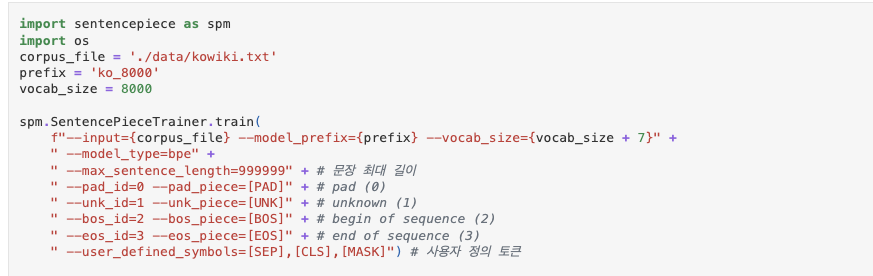 import sentencepiece as spm
import os
corpus_file = './data/kowiki.txt'
prefix = 'ko_8000'
vocab_size = 8000

spm.SentencePieceTrainer.train(
    f"--input={corpus_file} --model_prefix={prefix} --vocab_size={vocab_size + 7}" +
    " --model_type=bpe" +
    " --max_sentence_length=999999" + # 문장 최대 길이
    " --pad_id=0 --pad_piece=[PAD]" + # pad (0)
    " --unk_id=1 --unk_piece=[UNK]" + # unknown (1)
    " --bos_id=2 --bos_piece=[BOS]" + # begin of sequence (2)
    " --eos_id=3 --eos_piece=[EOS]" + # end of sequence (3)
    " --user_defined_symbols=[SEP],[CLS],[MASK]") # 사용자 정의 토큰